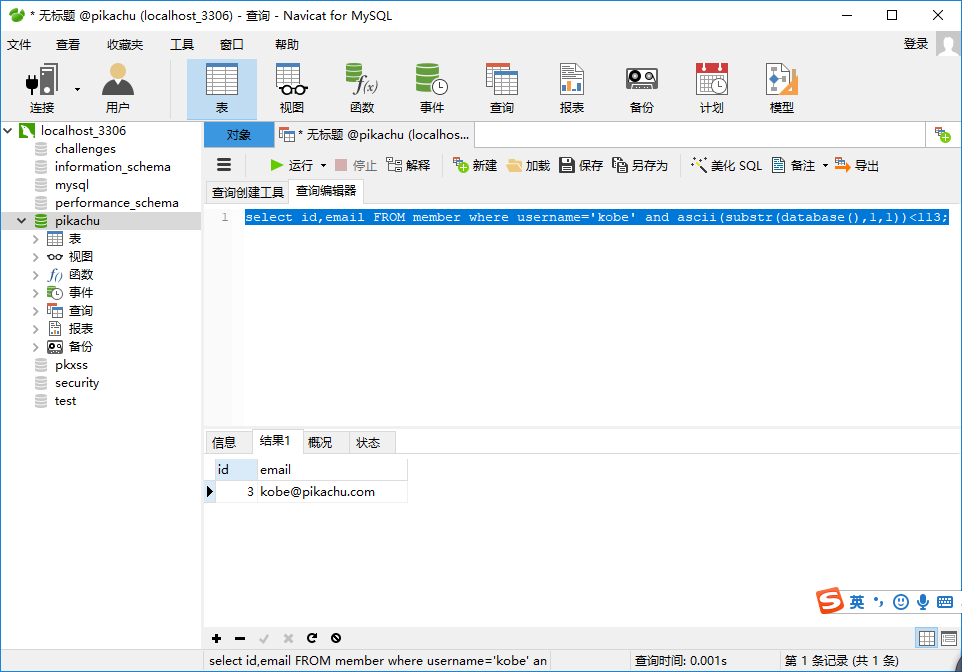 * 无标题 @pikachu (localhost_3306) - 查询 - Navicat for MySQL
文件 查看 收藏夹 工具 窗口 帮助 登录
连接 用户 表 视图 函数 事件 查询 报表 备份 计划 模型
localhost_3306
challenges
information_schema
mysql
performance_schema
pikachu
表
视图
函数
事件
查询
报表
备份
pkxss
security
test
对象 * 无标题 @pikachu (localhos...
运行 停止 解释 新建 加载 保存 另存为 美化 SQL 备注 导出
查询创建工具 查询编辑器
1 select id,email FROM member where username='kobe' and ascii(substr(database(),1,1))<113;
信息 结果1 概况 状态
id email
3 kobe@pikachu.com
英
select id,email FROM member where username='kobe' an 查询时间: 0.001s 第 1 条记录 (共 1 条)